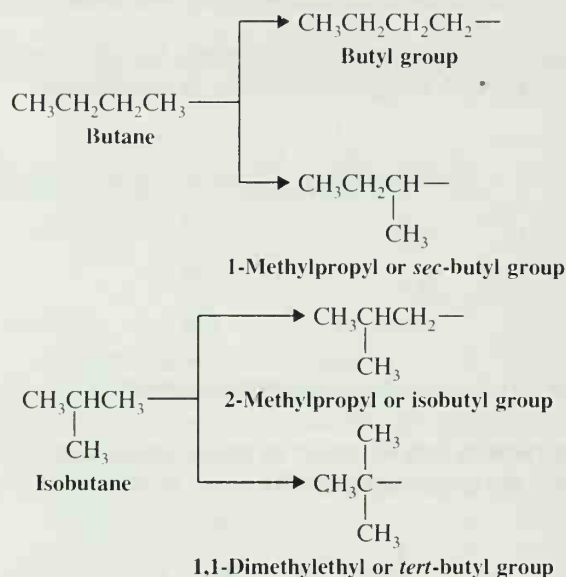 CH₃CH₂CH₂CH₂—
Butyl group
CH₃CH₂CH₂CH₃
Butane
CH₃CH₂CH—
CH₃
1-Methylpropyl or sec-butyl group
CH₃CHCH₂—
CH₃
2-Methylpropyl or isobutyl group
CH₃CHCH₃
CH₃
Isobutane
CH₃
CH₃C—
CH₃
1,1-Dimethylethyl or tert-butyl group